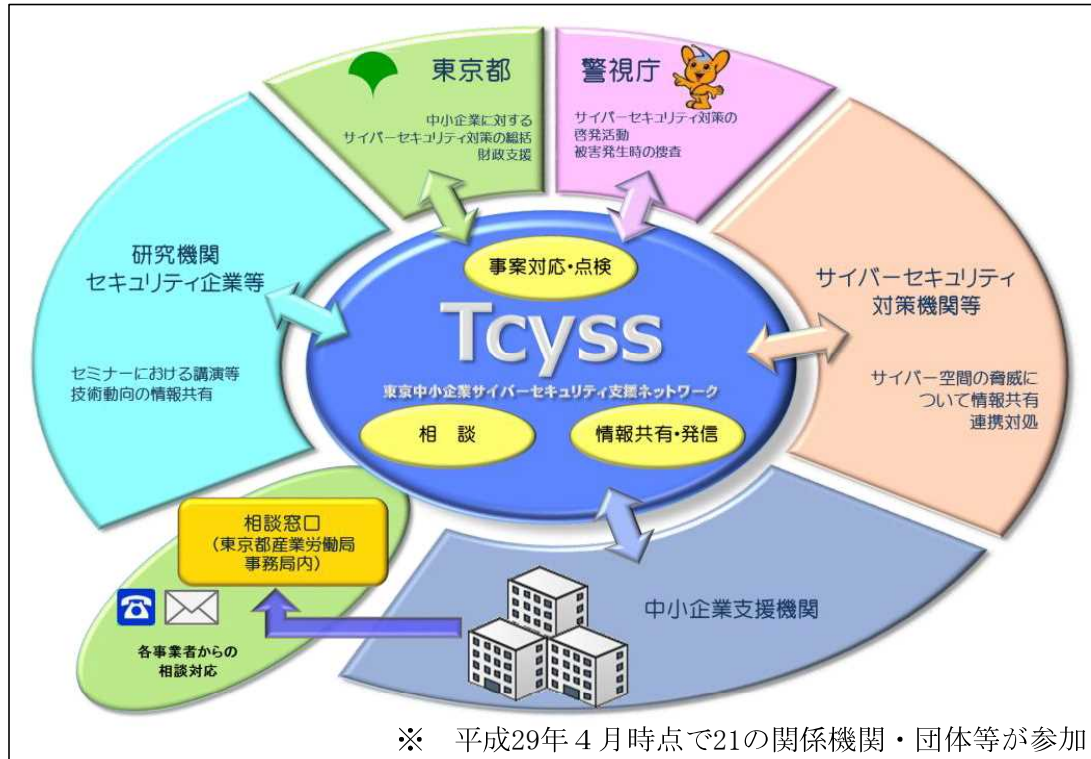 東京都
中小企業に対する
サイバーセキュリティ対策の総括
財政支援
警視庁
サイバーセキュリティ対策の
啓発活動
被害発生時の捜査
研究機関
セキュリティ企業等
セミナーにおける講演等
技術動向の情報共有
サイバーセキュリティ
対策機関等
サイバー空間の脅威に
ついて情報共有
連携対処
事案対応・点検
Tcyss
東京中小企業サイバーセキュリティ支援ネットワーク
相 談
情報共有・発信
相談窓口
(東京都産業労働局
事務局内)
各事業者からの
相談対応
中小企業支援機関
※ 平成29年4月時点で21の関係機関・団体等が参加